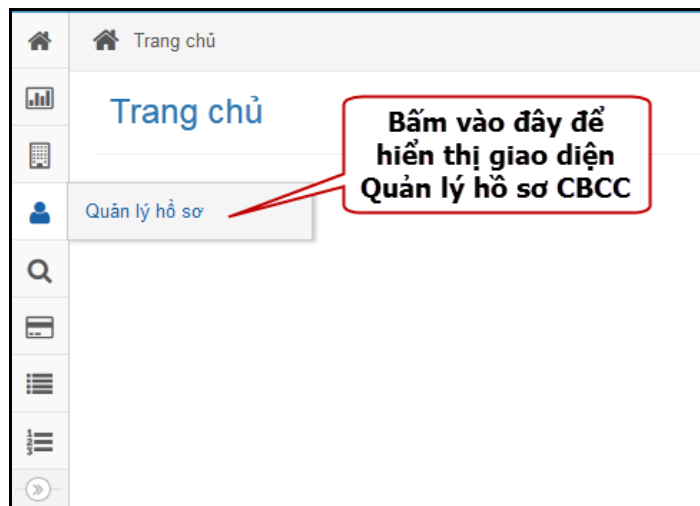 Trang chủ
Trang chủ
Bấm vào đây để
hiển thị giao diện
Quản lý hồ sơ CBCC
Quản lý hồ sơ